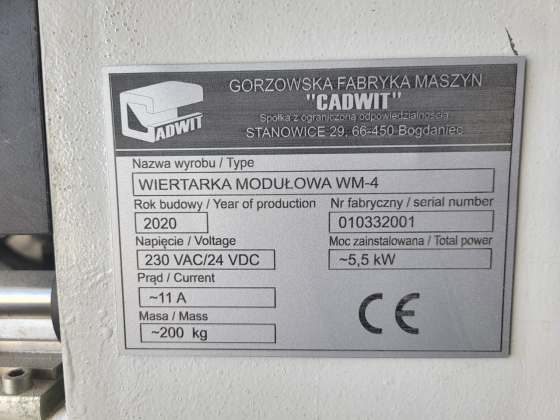 GORZOWSKA FABRYKA MASZYN
"CADWIT"
CADWIT
Spółka z ograniczoną odpowiedzialnością
STANOWICE 29, 66-450 Bogdaniec
Nazwa wyrobu / Type
WIERTARKA MODUŁOWA WM-4
Rok budowy / Year of production
Nr fabryczny / serial number
2020
010332001
Napięcie / Voltage
Moc zainstalowana / Total power
230 VAC/24 VDC
~5,5 kW
Prąd / Current
~11 A
Masa / Mass
~200 kg
CE